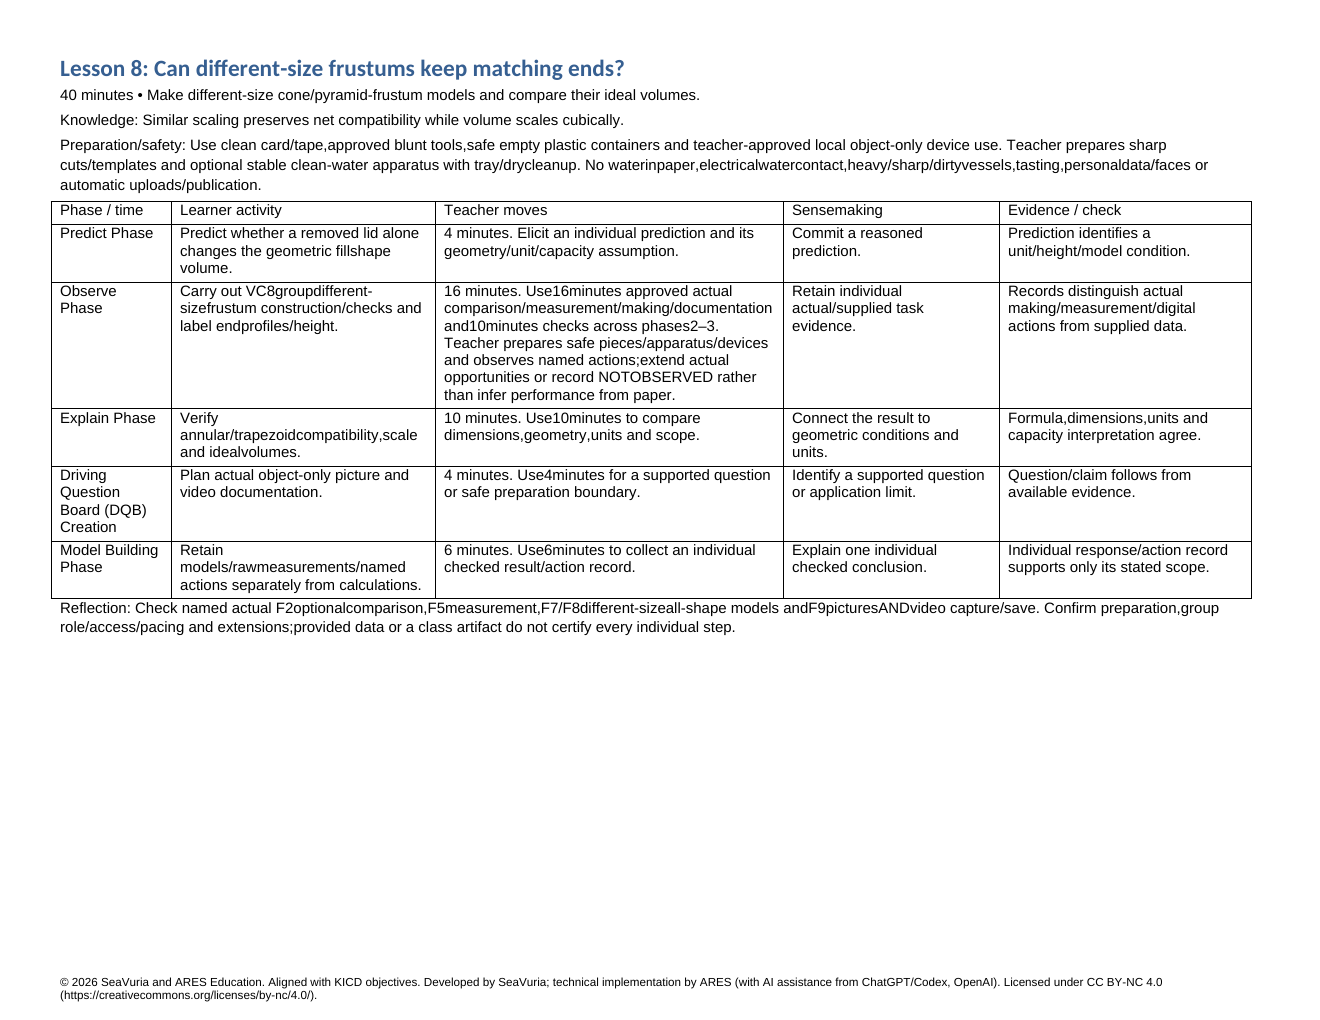 Lesson 8: Can different-size frustums keep matching ends?
40 minutes • Make different-size cone/pyramid-frustum models and compare their ideal volumes.
Knowledge: Similar scaling preserves net compatibility while volume scales cubically.
Preparation/safety: Use clean card/tape,approved blunt tools,safe empty plastic containers and teacher-approved local object-only device use. Teacher prepares sharp
cuts/templates and optional stable clean-water apparatus with tray/drycleanup. No waterinpaper,electricalwatercontact,heavy/sharp/dirtyvessels,tasting,personaldata/faces or
automatic uploads/publication.
Phase / time
Learner activity
Teacher moves
Sensemaking
Evidence / check
Predict Phase
Predict whether a removed lid alone
changes the geometric fillshape
volume.
4 minutes. Elicit an individual prediction and its
geometry/unit/capacity assumption.
Commit a reasoned
prediction.
Prediction identifies a
unit/height/model condition.
Observe
Phase
Carry out VC8groupdifferent-
sizefrustum construction/checks and
label endprofiles/height.
16 minutes. Use16minutes approved actual
comparison/measurement/making/documentation
and10minutes checks across phases2–3.
Teacher prepares safe pieces/apparatus/devices
and observes named actions;extend actual
opportunities or record NOTOBSERVED rather
than infer performance from paper.
Retain individual
actual/supplied task
evidence.
Records distinguish actual
making/measurement/digital
actions from supplied data.
Explain Phase
Verify
annular/trapezoidcompatibility,scale
and idealvolumes.
10 minutes. Use10minutes to compare
dimensions,geometry,units and scope.
Connect the result to
geometric conditions and
units.
Formula,dimensions,units and
capacity interpretation agree.
Driving
Question
Board (DQB)
Creation
Plan actual object-only picture and
video documentation.
4 minutes. Use4minutes for a supported question
or safe preparation boundary.
Identify a supported question
or application limit.
Question/claim follows from
available evidence.
Model Building
Phase
Retain
models/rawmeasurements/named
actions separately from calculations.
6 minutes. Use6minutes to collect an individual
checked result/action record.
Explain one individual
checked conclusion.
Individual response/action record
supports only its stated scope.
Reflection: Check named actual F2optionalcomparison,F5measurement,F7/F8different-sizeall-shape models andF9picturesANDvideo capture/save. Confirm preparation,group
role/access/pacing and extensions;provided data or a class artifact do not certify every individual step.
© 2026 SeaVuria and ARES Education. Aligned with KICD objectives. Developed by SeaVuria; technical implementation by ARES (with AI assistance from ChatGPT/Codex, OpenAI). Licensed under CC BY-NC 4.0
(https://creativecommons.org/licenses/by-nc/4.0/).